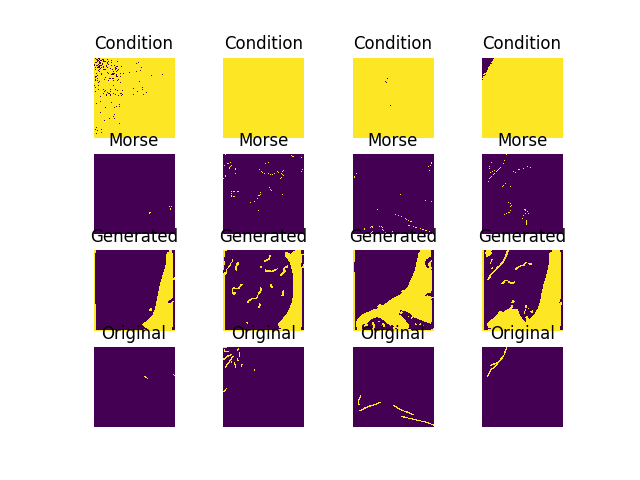 Condition Condition Condition Condition
Morse Morse Morse Morse
Generated Generated Generated Generated
Original Original Original Original